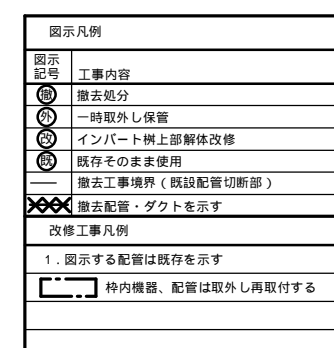 図示凡例
図示
記号 工事内容
撤 撤去処分
外 一時取外し保管
改 インバート桝上部解体改修
既 既存そのまま使用
撤去工事境界(既設配管切断部)
撤去配管・ダクトを示す
改修工事凡例
1.図示する配管は既存を示す
枠内機器、配管は取外し再取付する